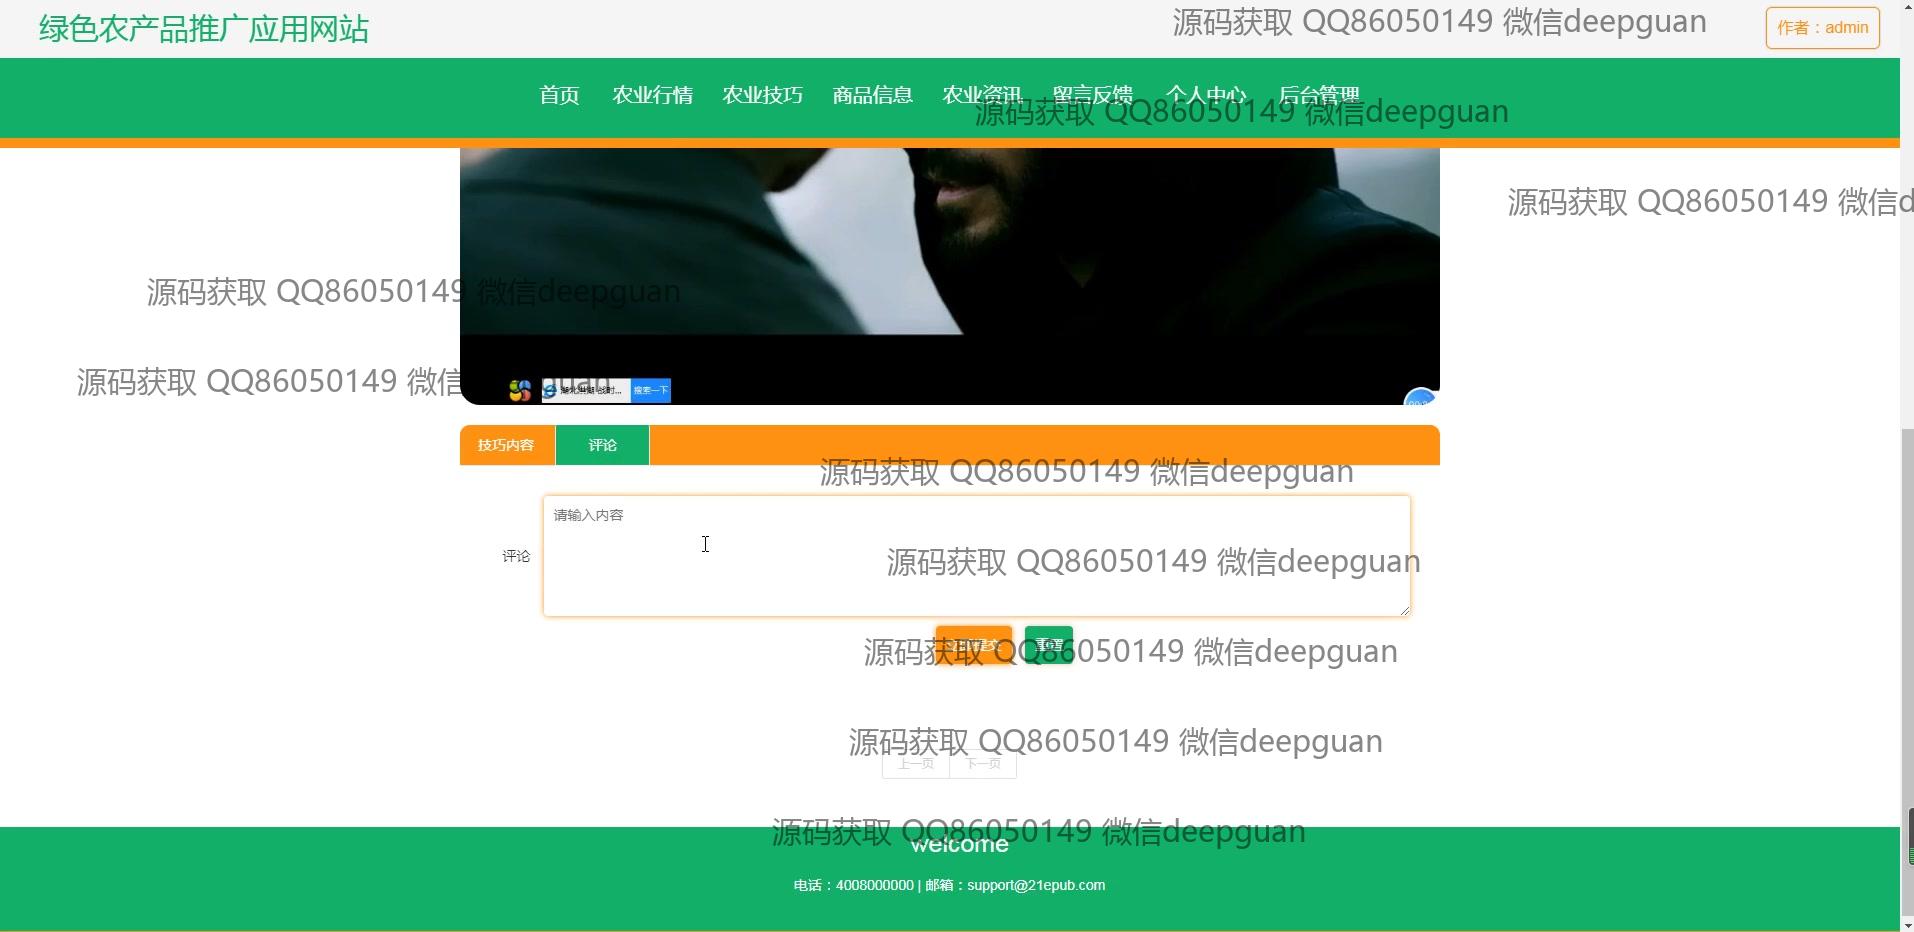 绿色农产品推广应用网站
源码获取 QQ86050149 微信deepguan
作者：admin
首页 农业行情 农业技巧 商品信息 农业资讯 留言反馈 个人中心 后台管理
源码获取 QQ86050149 微信deepguan
源码获取 QQ86050149 微信d
源码获取 QQ86050149 微信deepguan
源码获取 QQ86050149 微信
guan
搜索一下
技巧内容 评论
源码获取 QQ86050149 微信deepguan
请输入内容
评论
源码获取 QQ86050149 微信deepguan
立即提交 重置
源码获取 QQ86050149 微信deepguan
源码获取 QQ86050149 微信deepguan
上一页 下一页
源码获取 QQ86050149 微信deepguan
welcome
电话：4008000000 | 邮箱：support@21epub.com